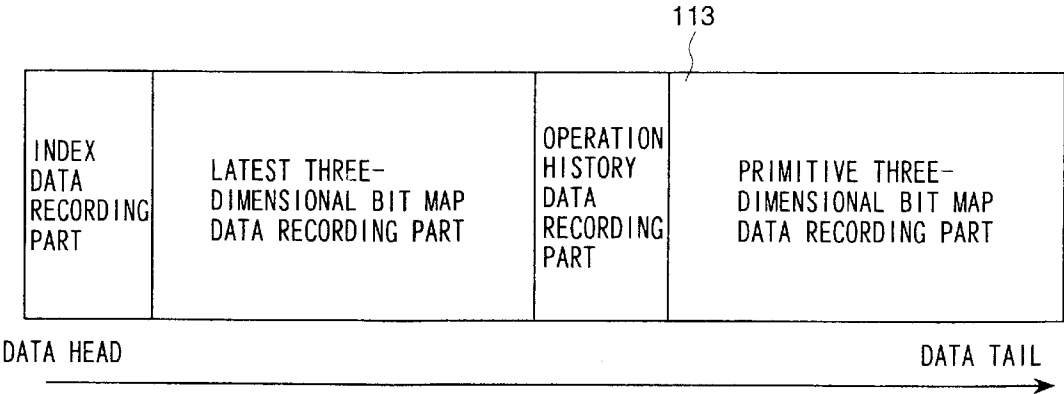 113
INDEX
DATA
RECORDING
PART
LATEST THREE-
DIMENSIONAL BIT MAP
DATA RECORDING PART
OPERATION
HISTORY
DATA
RECORDING
PART
PRIMITIVE THREE-
DIMENSIONAL BIT MAP
DATA RECORDING PART
DATA HEAD
DATA TAIL